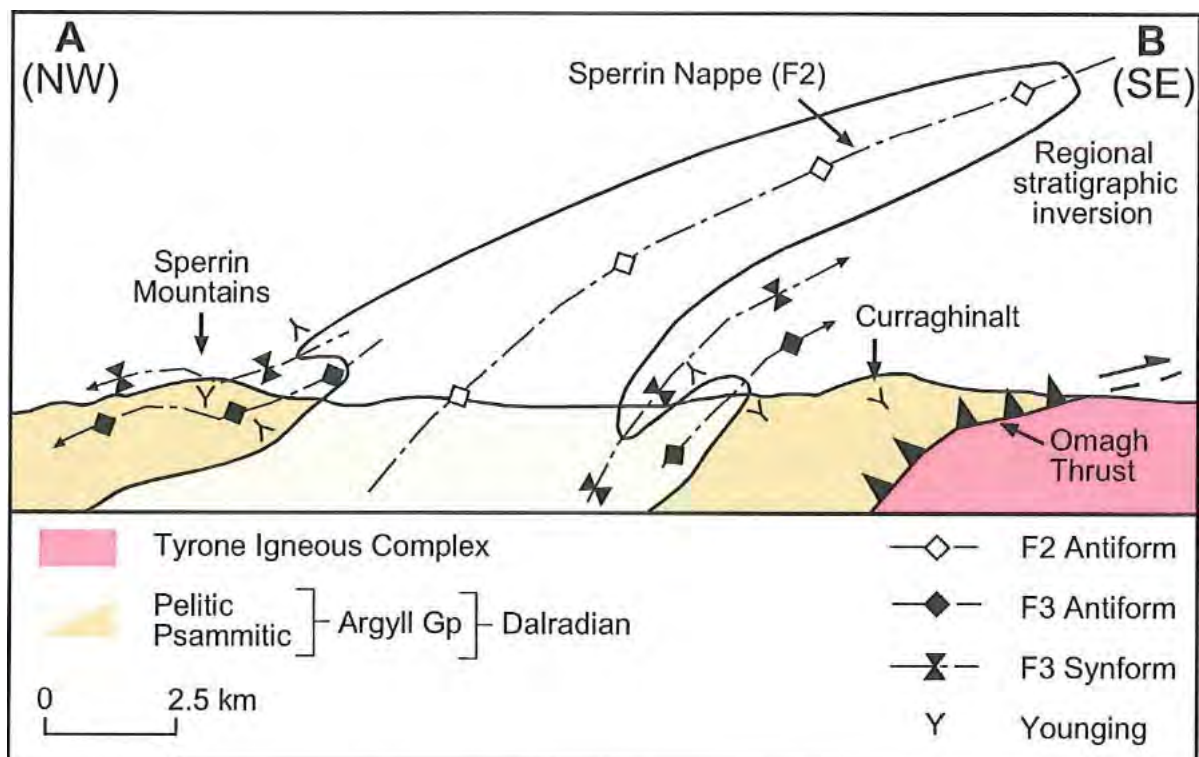 A
(NW)
B
(SE)
Sperrin Nappe (F2)
Regional
stratigraphic
inversion
Sperrin
Mountains
Curraghinalt
Y
Y
Y
Y
Y
Y
Omagh
Thrust
Tyrone Igneous Complex
Pelitic
Psammitic
Argyll Gp
Dalradian
0 2.5 km
F2 Antiform
F3 Antiform
F3 Synform
Y Younging